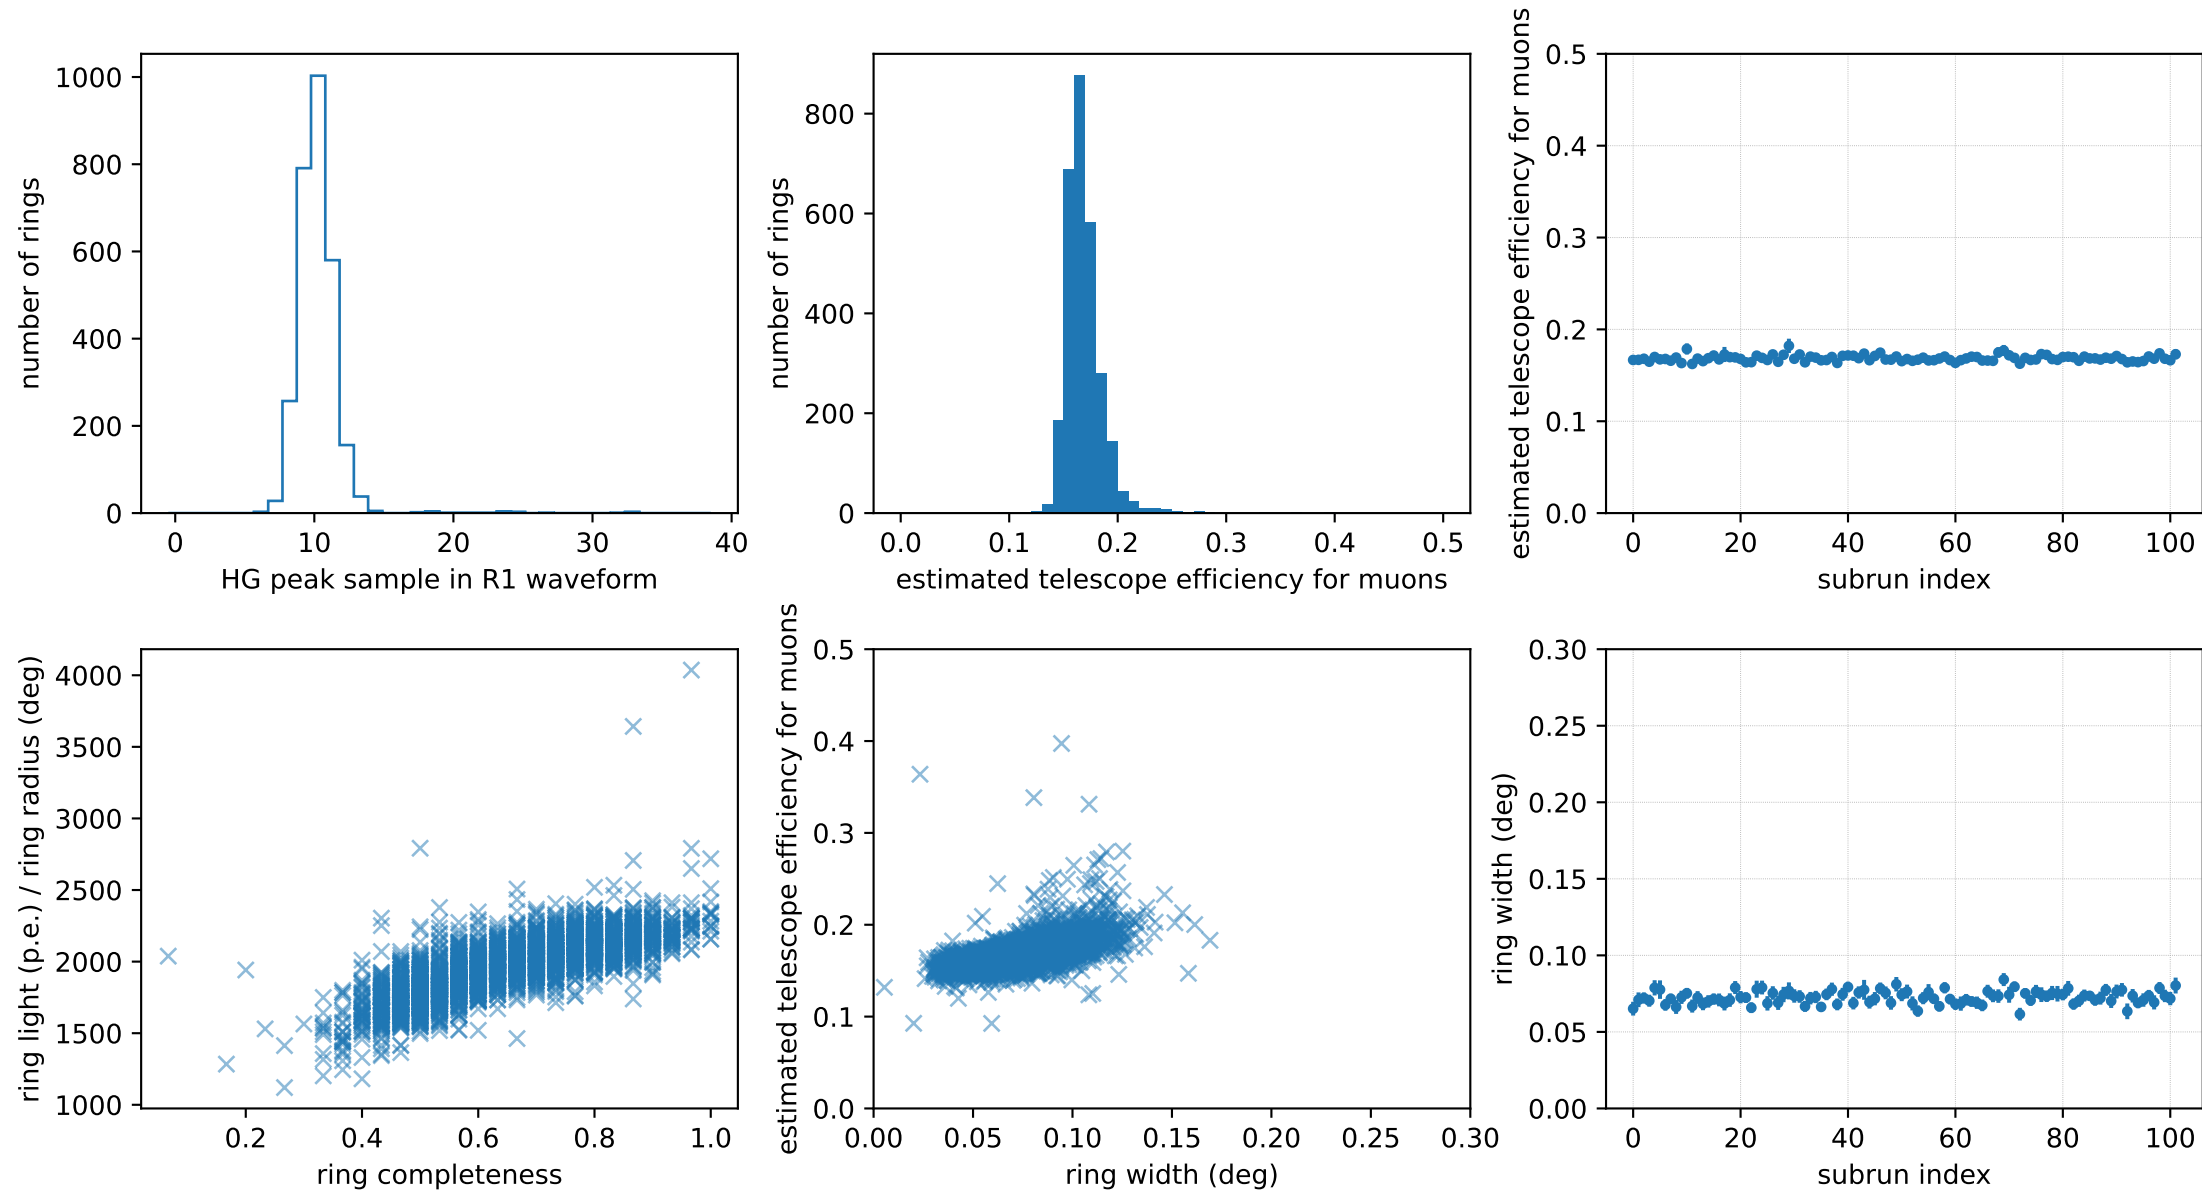 1000
800
600
400
200
0
number of rings
0 10 20 30 40
HG peak sample in R1 waveform
800
600
400
200
0
number of rings
0.0 0.1 0.2 0.3 0.4 0.5
estimated telescope efficiency for muons
0.5
0.4
0.3
0.2
0.1
0.0
estimated telescope efficiency for muons
0 20 40 60 80 100
subrun index
4000
3500
3000
2500
2000
1500
1000
ring light (p.e.) / ring radius (deg)
0.2 0.4 0.6 0.8 1.0
ring completeness
0.5
0.4
0.3
0.2
0.1
0.0
estimated telescope efficiency for muons
0.00 0.05 0.10 0.15 0.20 0.25 0.30
ring width (deg)
0.30
0.25
0.20
0.15
0.10
0.05
0.00
ring width (deg)
0 20 40 60 80 100
subrun index